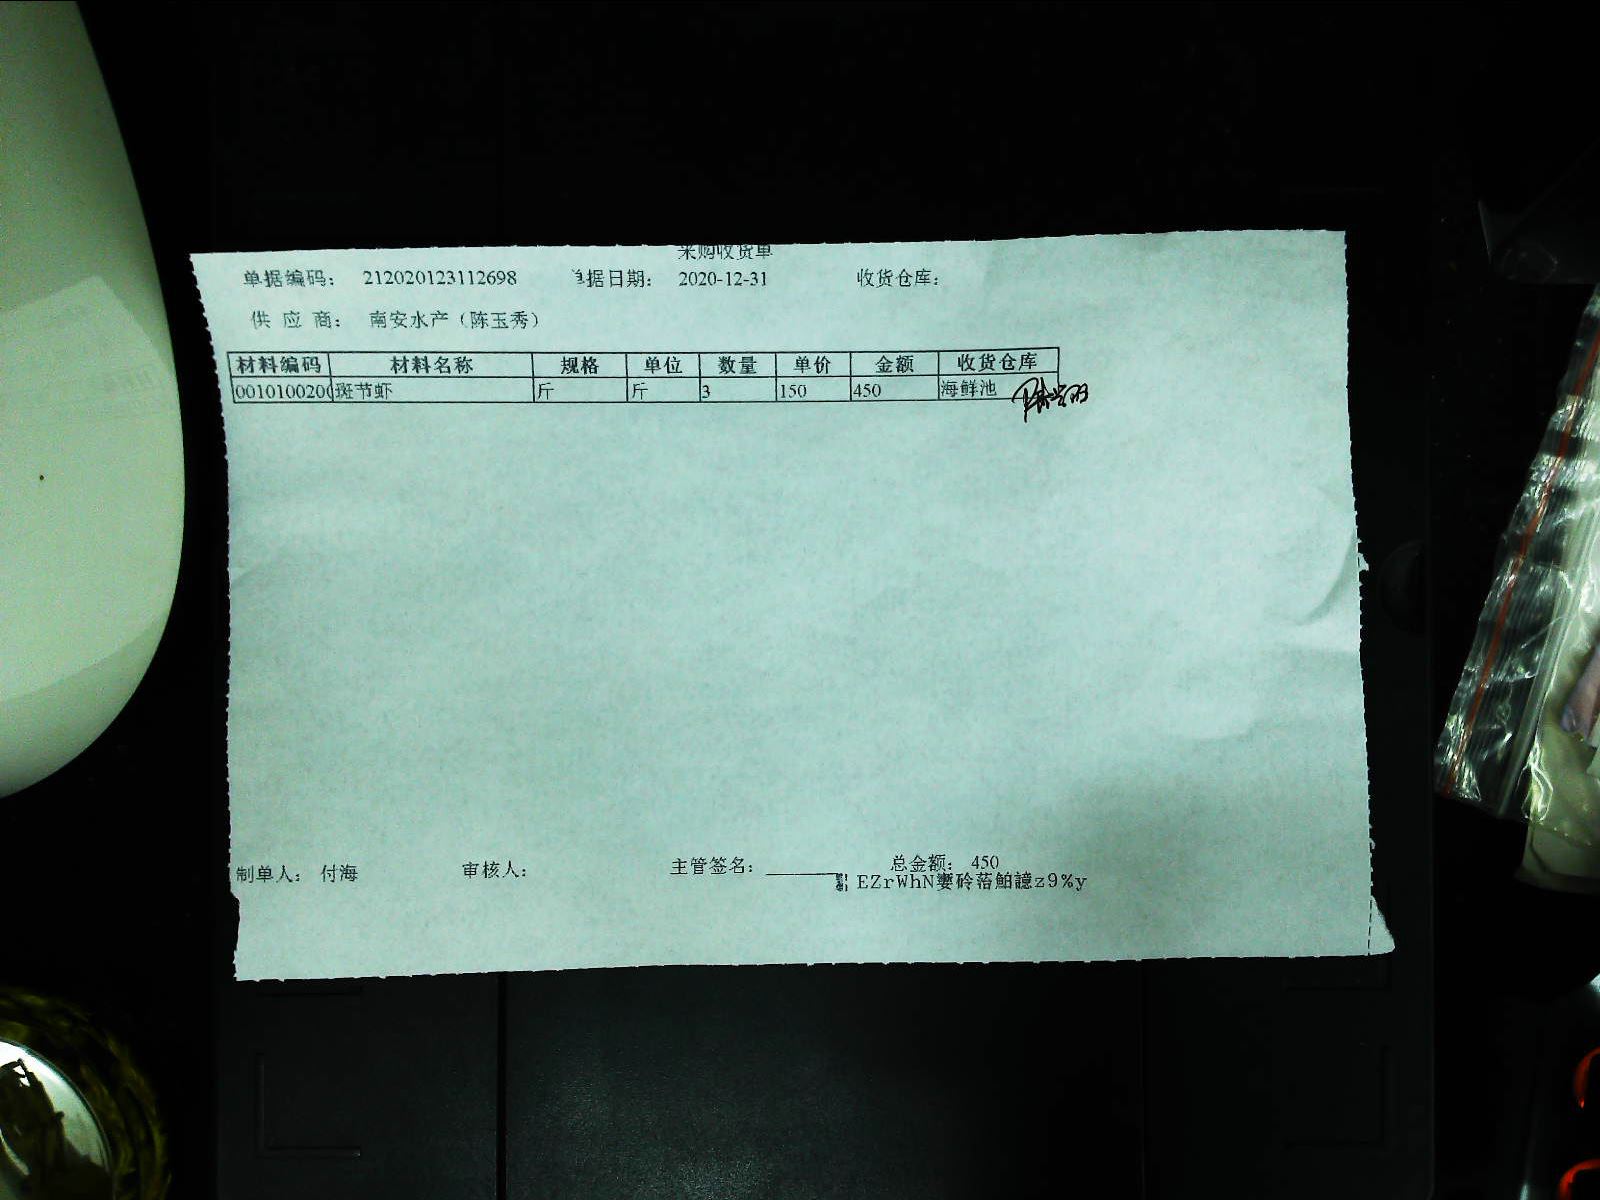 采购收货单
单据编码： 212020123112698 单据日期： 2020-12-31 收货仓库：
供 应 商： 南安水产（陈玉秀）
材料编码 材料名称 规格 单位 数量 单价 金额 收货仓库
0010100200 斑节虾 斤 斤 3 150 450 海鲜池
制单人： 付海 审核人： 主管签名： 总金额： 450
EZrWhN z9%y